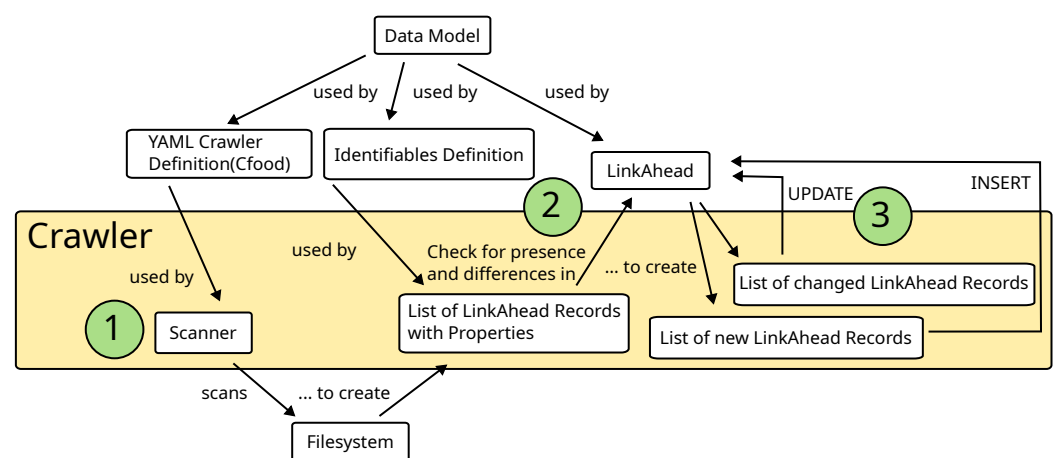 Data Model
used by
used by
used by
YAML Crawler
Definition(Cfood)
Identifiables Definition
LinkAhead
INSERT
UPDATE
2
3
Crawler
used by
Check for presence
and differences in
... to create
used by
List of changed LinkAhead Records
1
Scanner
List of LinkAhead Records
with Properties
List of new LinkAhead Records
scans
... to create
Filesystem